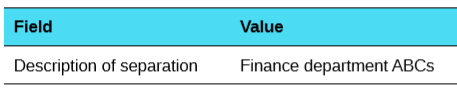 Field Value
Description of separation Finance department ABCs